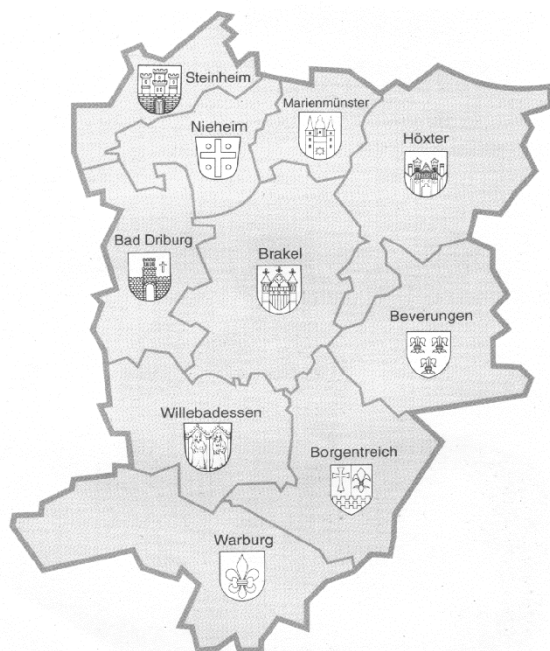 Steinheim
Marienmünster
Nieheim
Höxter
Bad Driburg
Brakel
Beverungen
Willebadessen
Borgentreich
Warburg